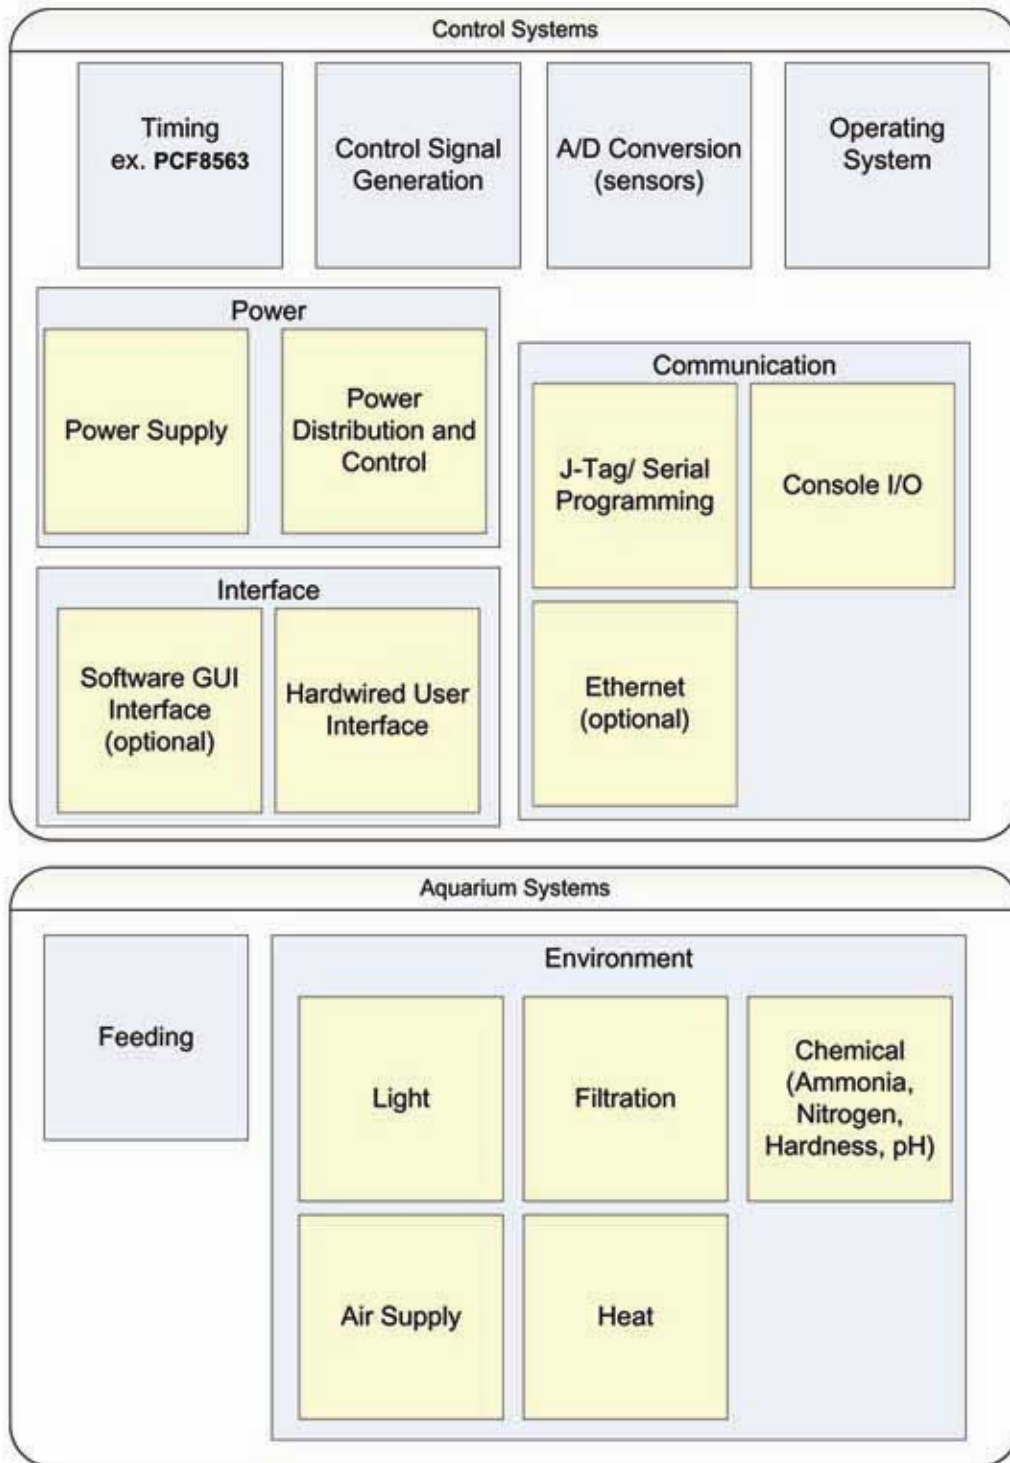 Control Systems
Timing
ex. PCF8563
Control Signal
Generation
A/D Conversion
(sensors)
Operating
System
Power
Power Supply
Power
Distribution and
Control
Communication
J-Tag/ Serial
Programming
Console I/O
Ethernet
(optional)
Interface
Software GUI
Interface
(optional)
Hardwired User
Interface
Aquarium Systems
Feeding
Environment
Light
Filtration
Chemical
(Ammonia,
Nitrogen,
Hardness, pH)
Air Supply
Heat